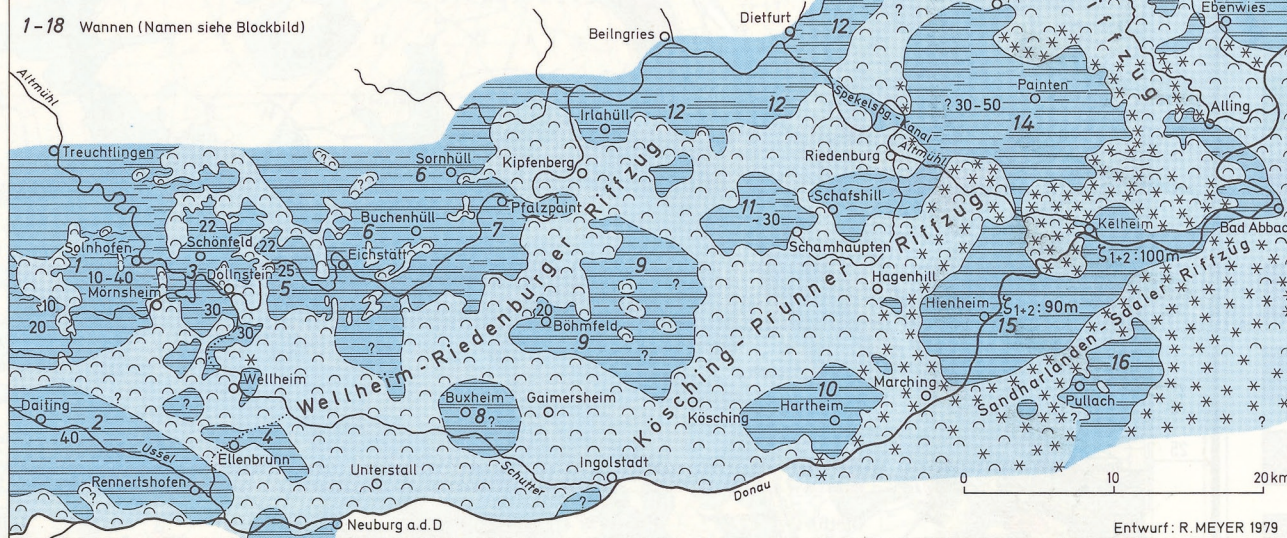 1-18 Wannen (Namen siehe Blockbild)
Dietfurt
12
?
Ebenwies
Beilngries
Riffzug
Altmühl
Painten
?30-50
14
Alling
Irlahüll
12
12
Treuchtlingen
Sornhüll
6
Kipfenberg
Riedenburg
Altmühl
Pfalzpaint
Schafshill
11
~30
22
Buchenhüll
6
7
Kelheim
Bad Abbach
Solnhofen
1
Schönfeld
22
Eichstätt
Schamhaupten
ζ1+2:100m
10-40
3
Dollnstein
25
5
9
?
Hagenhill
Mörnsheim
10
20
30
30
20
Böhmfeld
9
?
Hienheim
ζ1+2:90m
15
?
Wellheim-Riedenburger Riffzug
Kösching-Prunner Riffzug
Sandharlanden-Saaler Riffzug
16
Wellheim
Marching
Pullach
?
Daiting
2
40
?
Buxheim
8?
Gaimersheim
Kösching
10
Hartheim
?
Ussel
4
Ellenbrunn
Rennertshofen
Unterstall
Schutter
Ingolstadt
?
Donau
0 10 20 km
Neuburg a.d.D
Entwurf: R. MEYER 1979